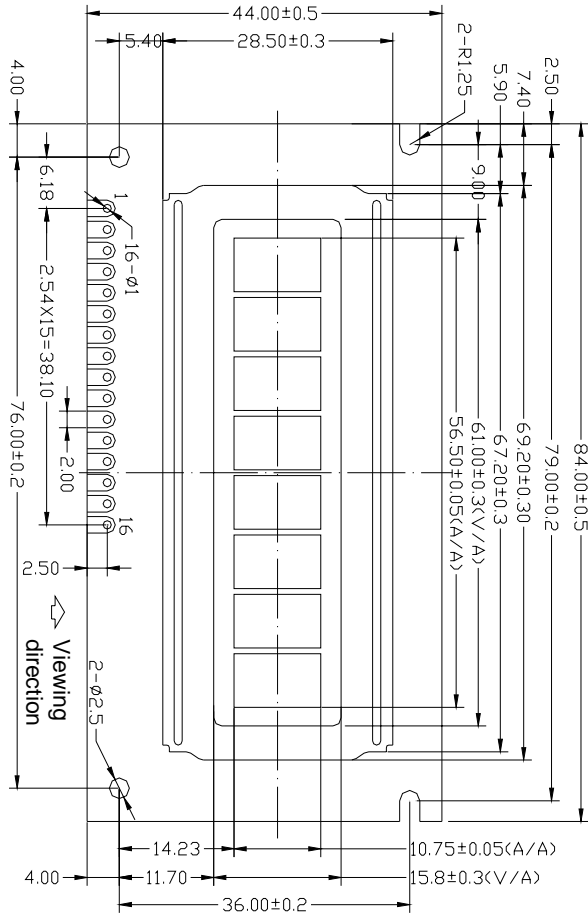 44.00±0.5
5.40
28.50±0.3
2-R1.25
2.50
5.90
7.40
4.00
9.00
6.18
1
16-ø1
2.54X15=38.10
76.00±0.2
2.00
16
2.50
56.50±0.05(A/A)
61.00±0.3(V/A)
67.20±0.3
69.20±0.30
79.00±0.2
84.00±0.5
Viewing
direction
2-ø2.5
14.23
10.75±0.05(A/A)
4.00
11.70
15.8±0.3(V/A)
36.00±0.2